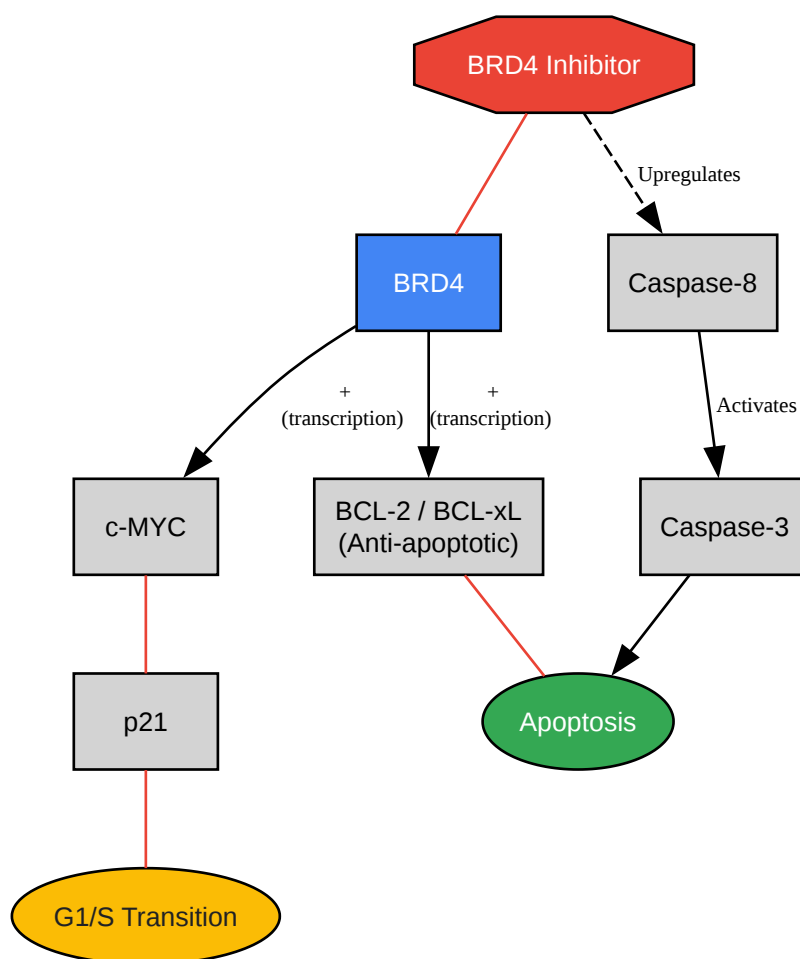 BRD4 Inhibitor
Upregulates
BRD4
Caspase-8
+
(transcription)
+
(transcription)
Activates
c-MYC
BCL-2 / BCL-xL
(Anti-apoptotic)
Caspase-3
p21
Apoptosis
G1/S Transition